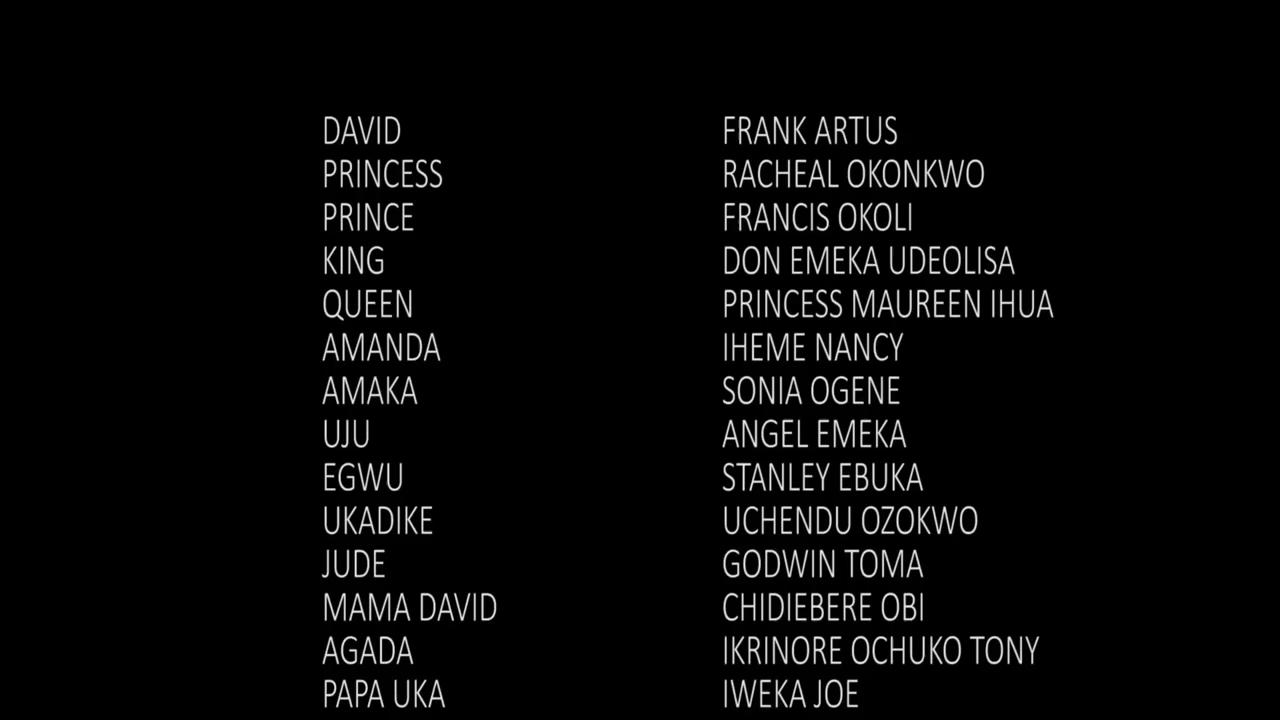 DAVID FRANK ARTUS
PRINCESS RACHEAL OKONKWO
PRINCE FRANCIS OKOLI
KING DON EMEKA UDEOLISA
QUEEN PRINCESS MAUREEN IHUA
AMANDA IHEME NANCY
AMAKA SONIA OGENE
UJU ANGEL EMEKA
EGWU STANLEY EBUKA
UKADIKE UCHENDU OZOKWO
JUDE GODWIN TOMA
MAMA DAVID CHIDIEBERE OBI
AGADA IKRINORE OCHUKO TONY
PAPA UKA IWEKA JOE